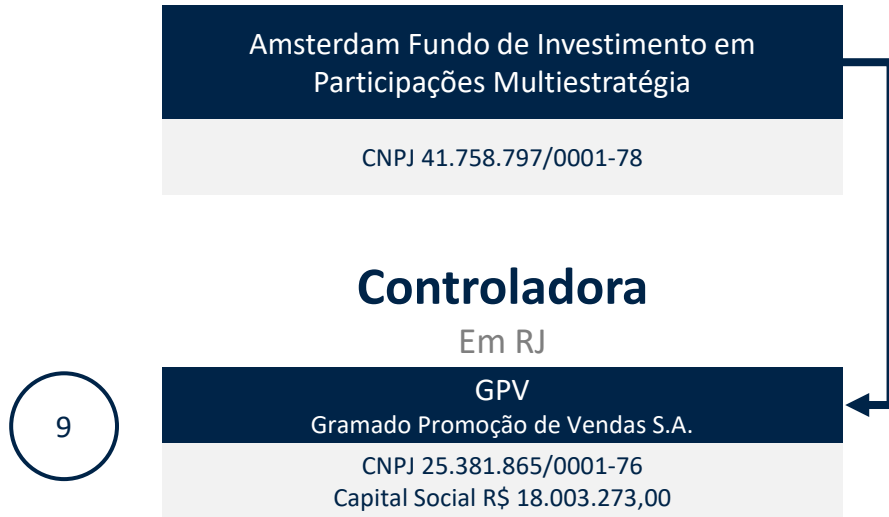 Amsterdam Fundo de Investimento em
Participações Multiestratégia
CNPJ 41.758.797/0001-78
Controladora
Em RJ
9
GPV
Gramado Promoção de Vendas S.A.
CNPJ 25.381.865/0001-76
Capital Social R$ 18.003.273,00